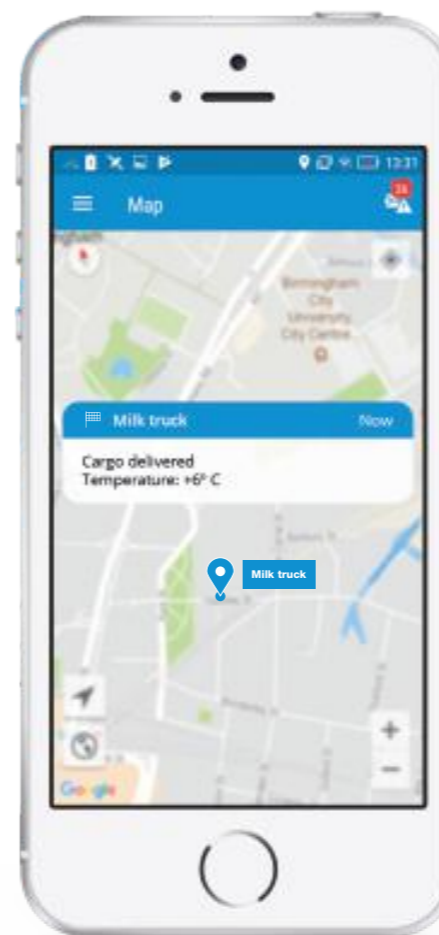 13:31
Map
Birmingham
City
University
City Centre
Milk truck Now
Cargo delivered
Temperature: +6° C
Milk truck
Google